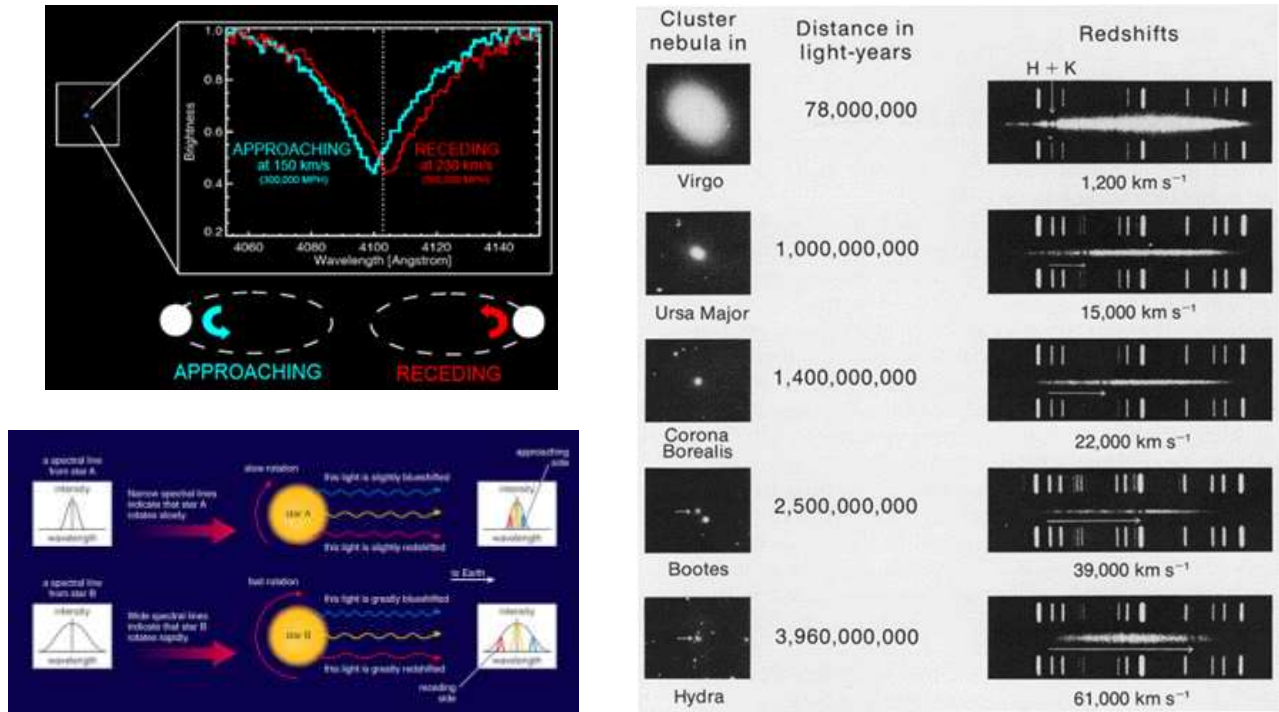 1.0
0.8
0.6
0.4
0.2
Brightness
APPROACHING
at 150 km/s
(300,000 MPH)
RECEDING
at 230 km/s
4060
4080
4100
4120
4140
Wavelength [Angstrom]
APPROACHING
RECEDING
a spectral line
from star A
intensity
wavelength
Narrow spectral lines
indicate that star A
rotates slowly.
slow rotation
star A
this light is slightly blueshifted
this light is slightly redshifted
approaching
side
intensity
wavelength
to Earth
a spectral line
from star B
intensity
wavelength
Wide spectral lines
indicate that star B
rotates rapidly.
fast rotation
star B
this light is greatly blueshifted
this light is greatly redshifted
intensity
wavelength
receding
side
Cluster
nebula in
Distance in
light-years
Redshifts
H + K
78,000,000
Virgo
1,200 km s⁻¹
1,000,000,000
Ursa Major
15,000 km s⁻¹
1,400,000,000
Corona
Borealis
22,000 km s⁻¹
2,500,000,000
Bootes
39,000 km s⁻¹
3,960,000,000
Hydra
61,000 km s⁻¹